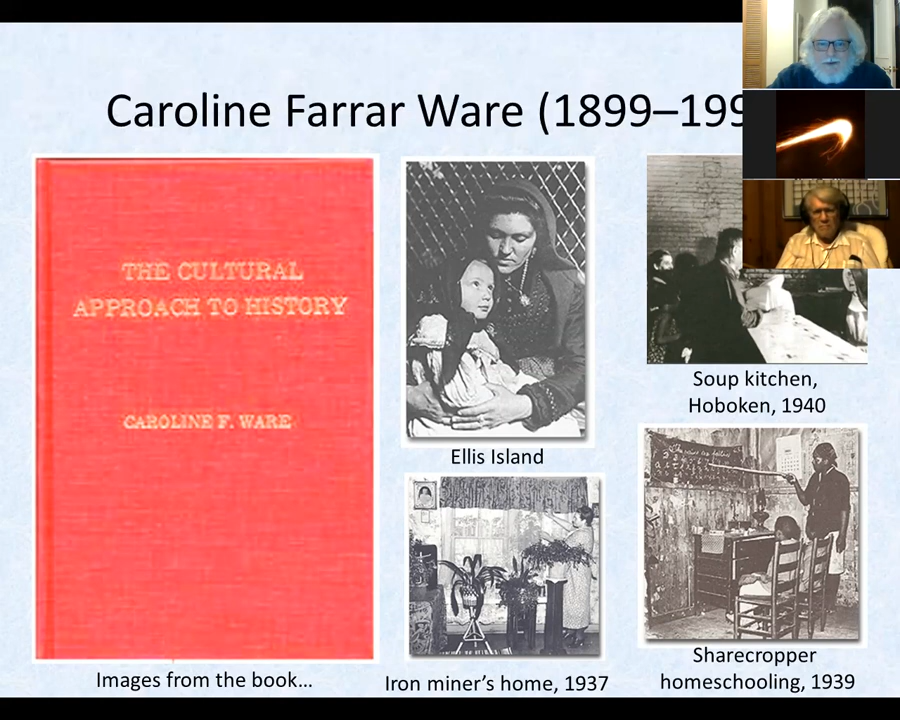 Caroline Farrar Ware (1899–199
THE CULTURAL
APPROACH TO HISTORY
CAROLINE F. WARE
Images from the book…
Ellis Island
Iron miner’s home, 1937
Soup kitchen,
Hoboken, 1940
Sharecropper
homeschooling, 1939